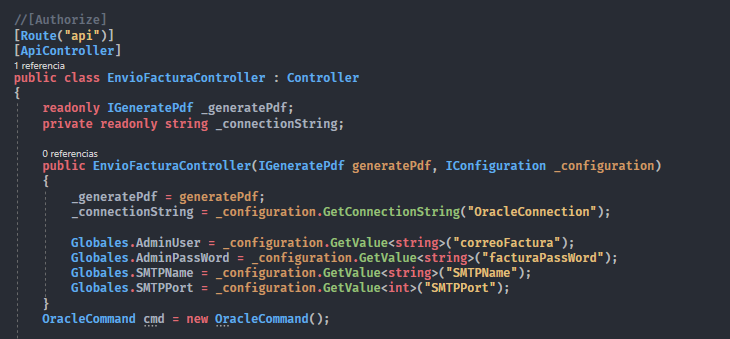 //[Authorize]
[Route("api")]
[ApiController]
1 referencia
public class EnvioFacturaController : Controller
{
readonly IGeneratePdf _generatePdf;
private readonly string _connectionString;
0 referencias
public EnvioFacturaController(IGeneratePdf generatePdf, IConfiguration _configuration)
{
_generatePdf = generatePdf;
_connectionString = _configuration.GetConnectionString("OracleConnection");
Globales.AdminUser = _configuration.GetValue<string>("correoFactura");
Globales.AdminPassWord = _configuration.GetValue<string>("facturaPassWord");
Globales.SMTPName = _configuration.GetValue<string>("SMTPName");
Globales.SMTPPort = _configuration.GetValue<int>("SMTPPort");
}
OracleCommand cmd = new OracleCommand();